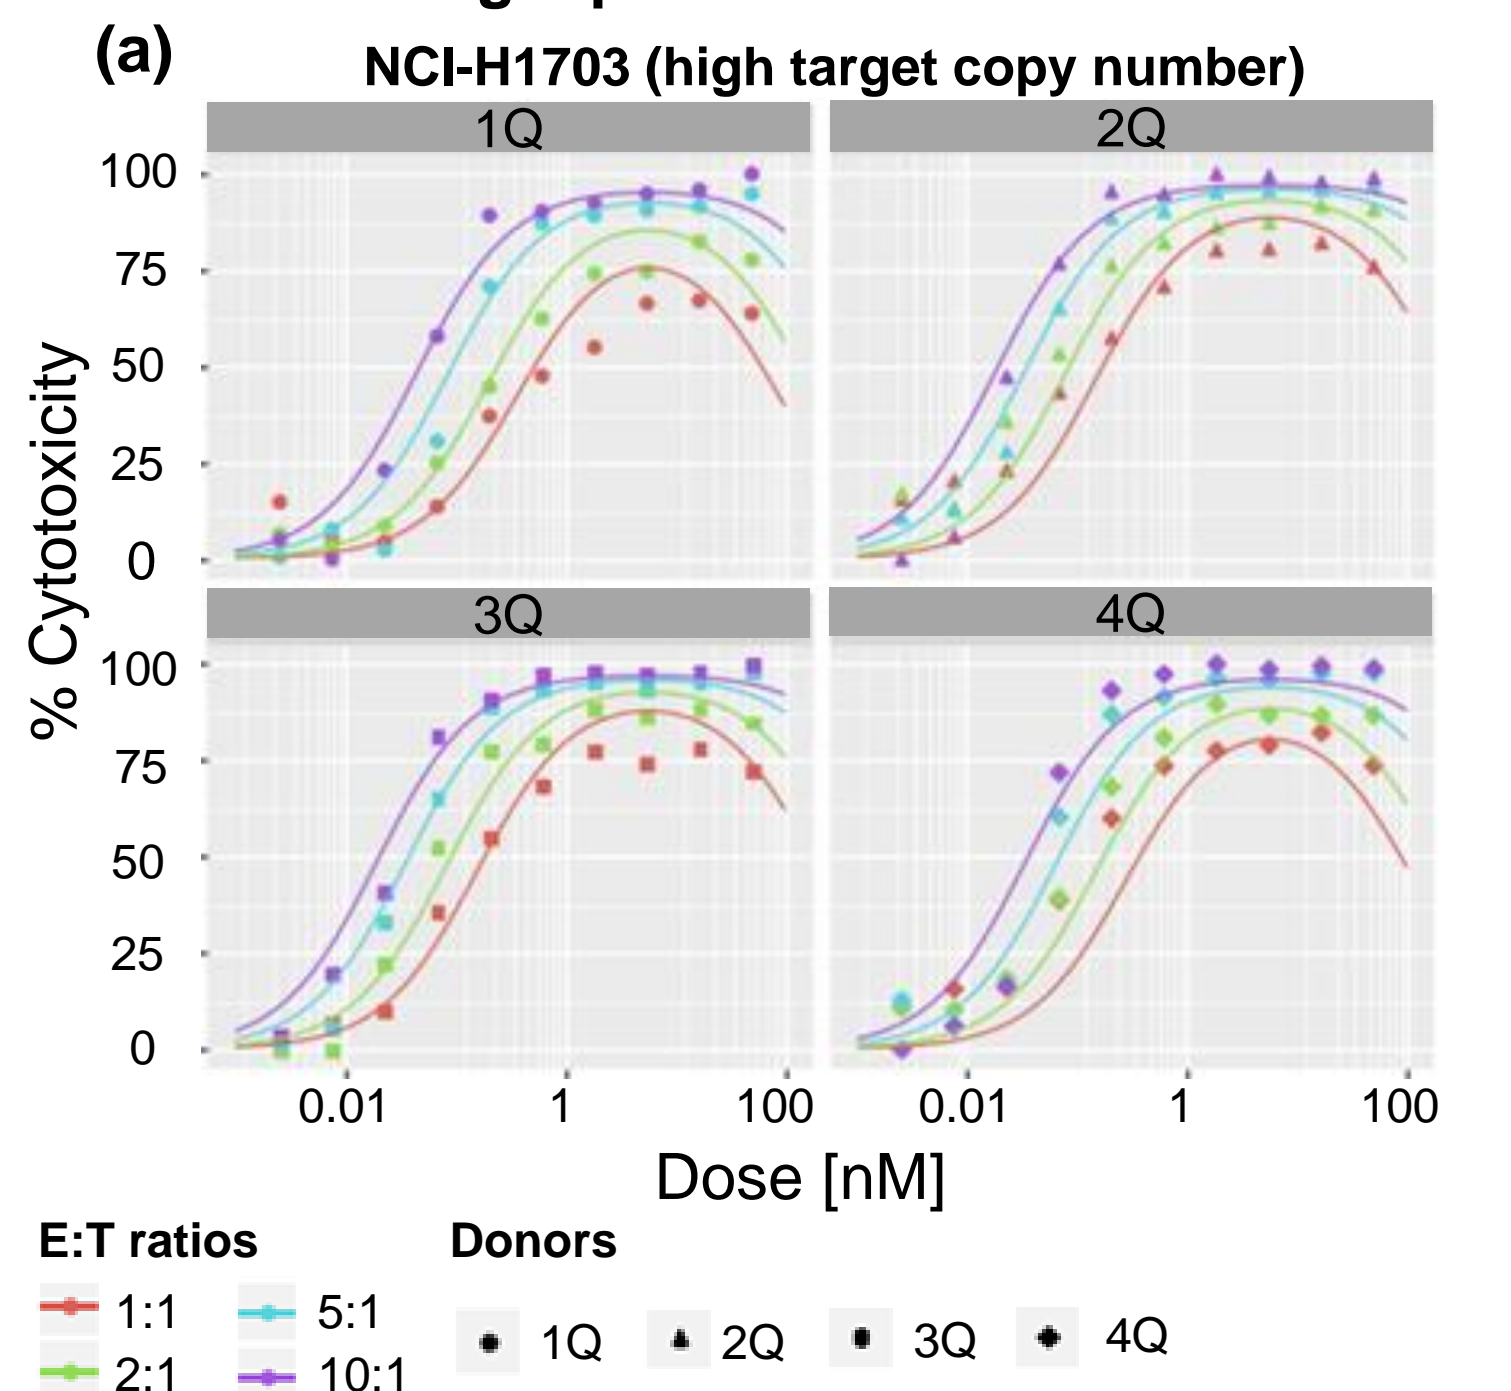 (a)
NCI-H1703 (high target copy number)
1Q 2Q
100
75
50
25
0
3Q 4Q
100
75
50
25
0
% Cytotoxicity
0.01 1 100 0.01 1 100
Dose [nM]
E:T ratios Donors
1:1 5:1 1Q 2Q 3Q 4Q
2:1 10:1